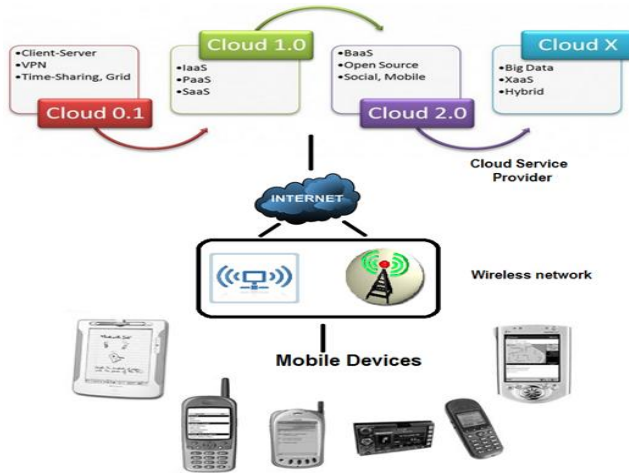 •Client-Server
•VPN
•Time-Sharing, Grid
Cloud 0.1
Cloud 1.0
•IaaS
•PaaS
•SaaS
•BaaS
•Open Source
•Social, Mobile
Cloud 2.0
Cloud X
•Big Data
•XaaS
•Hybrid
Cloud Service
Provider
INTERNET
Wireless network
Mobile Devices